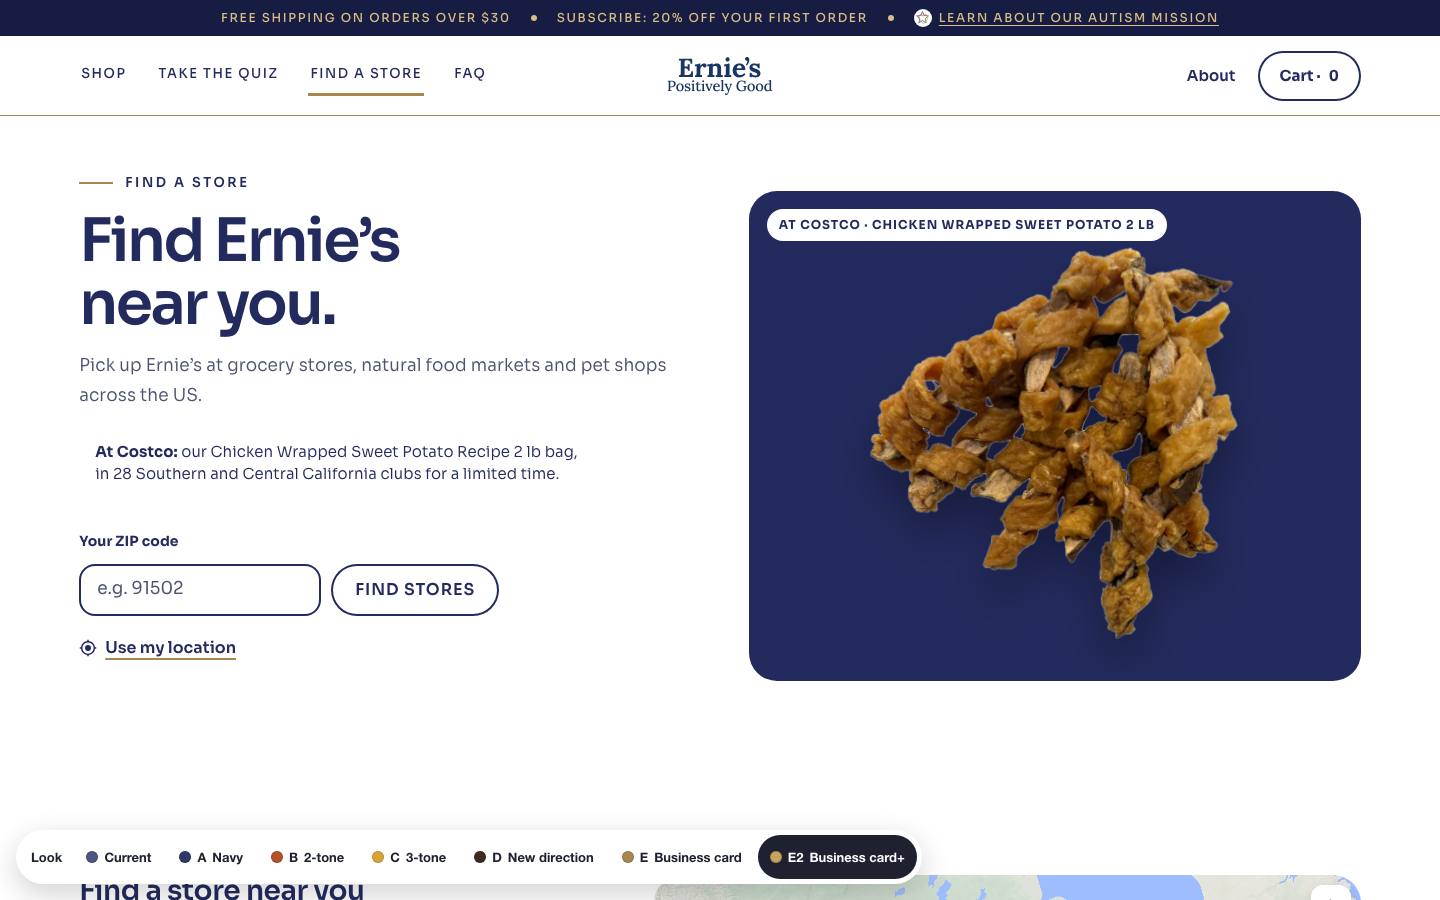 FREE SHIPPING ON ORDERS OVER $30 • SUBSCRIBE: 20% OFF YOUR FIRST ORDER • LEARN ABOUT OUR AUTISM MISSION
SHOP TAKE THE QUIZ FIND A STORE FAQ
Ernie’s
Positively Good
About Cart · 0
FIND A STORE
Find Ernie’s
near you.
Pick up Ernie’s at grocery stores, natural food markets and pet shops
across the US.
At Costco: our Chicken Wrapped Sweet Potato Recipe 2 lb bag,
in 28 Southern and Central California clubs for a limited time.
Your ZIP code
e.g. 91502 FIND STORES
Use my location
AT COSTCO · CHICKEN WRAPPED SWEET POTATO 2 LB
Look Current A Navy B 2-tone C 3-tone D New direction E Business card E2 Business card+
Find a store near you